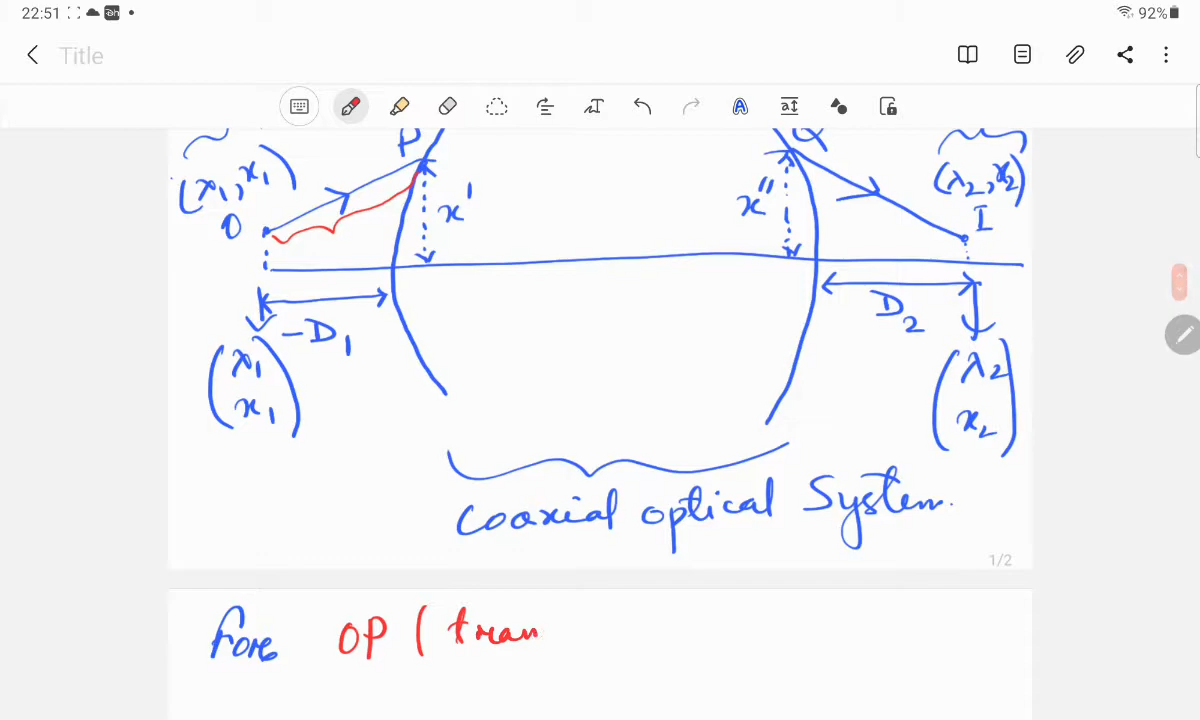 22:51 92%
Title
P Q
(λ1, x1) x' x'' (λ2, x2)
O I
-D1 D2
(λ1 x1) (λ2 x2)
Coaxial optical System.
1/2
For OP ( tran